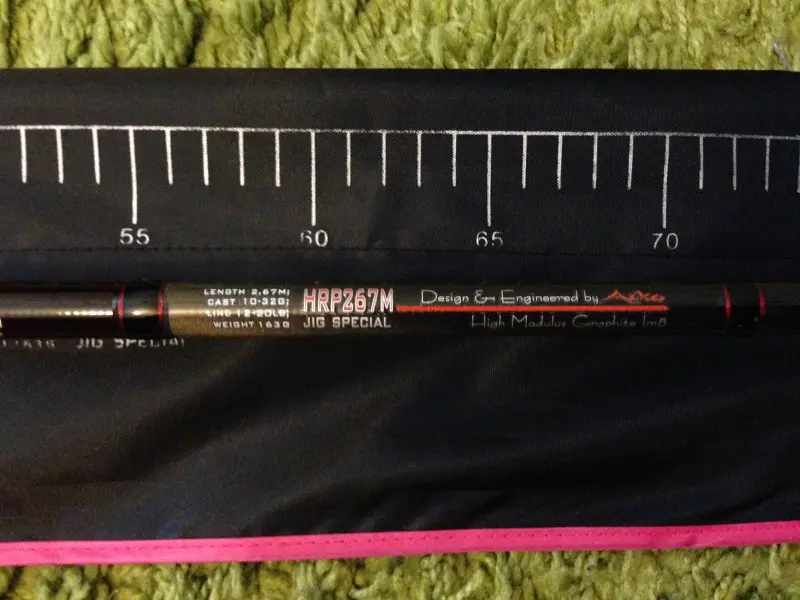 55 60 65 70
LENGTH 2,67M;
CAST 10-32G;
LINE 12-20LB;
WEIGHT 163G
HRP267M
JIG SPECIAL
Design & Engineered by
High Modulus Graphite Im8
163G JIG SPECIAL